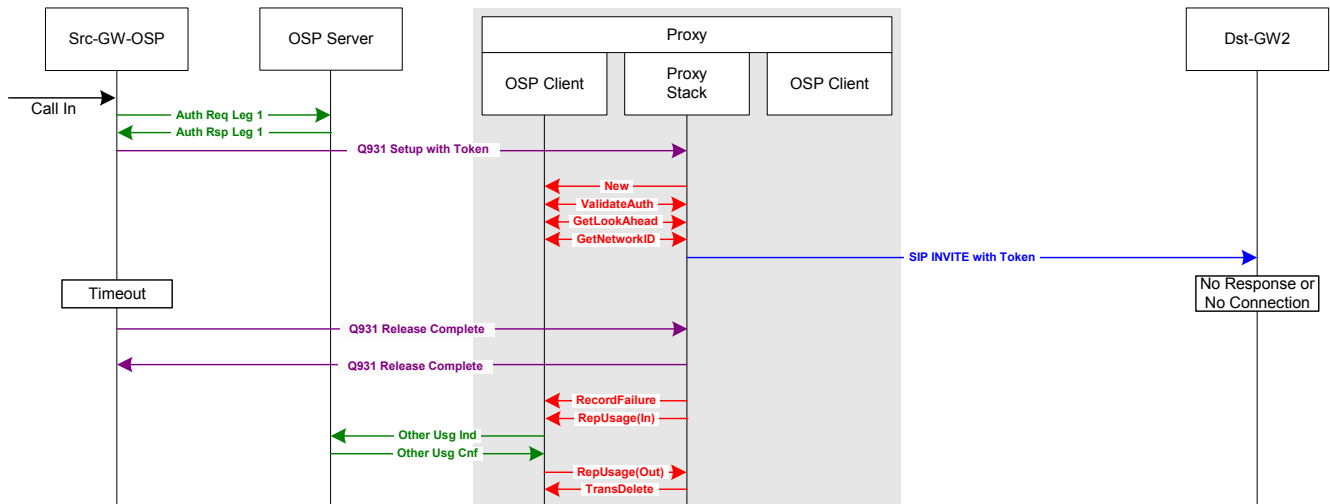 Src-GW-OSP
OSP Server
Proxy
Dst-GW2
OSP Client
Proxy
Stack
OSP Client
Call In
Auth Req Leg 1
Auth Rsp Leg 1
Q931 Setup with Token
New
ValidateAuth
GetLookAhead
GetNetworkID
SIP INVITE with Token
Timeout
No Response or
No Connection
Q931 Release Complete
Q931 Release Complete
RecordFailure
RepUsage(In)
Other Usg Ind
Other Usg Cnf
RepUsage(Out)
TransDelete